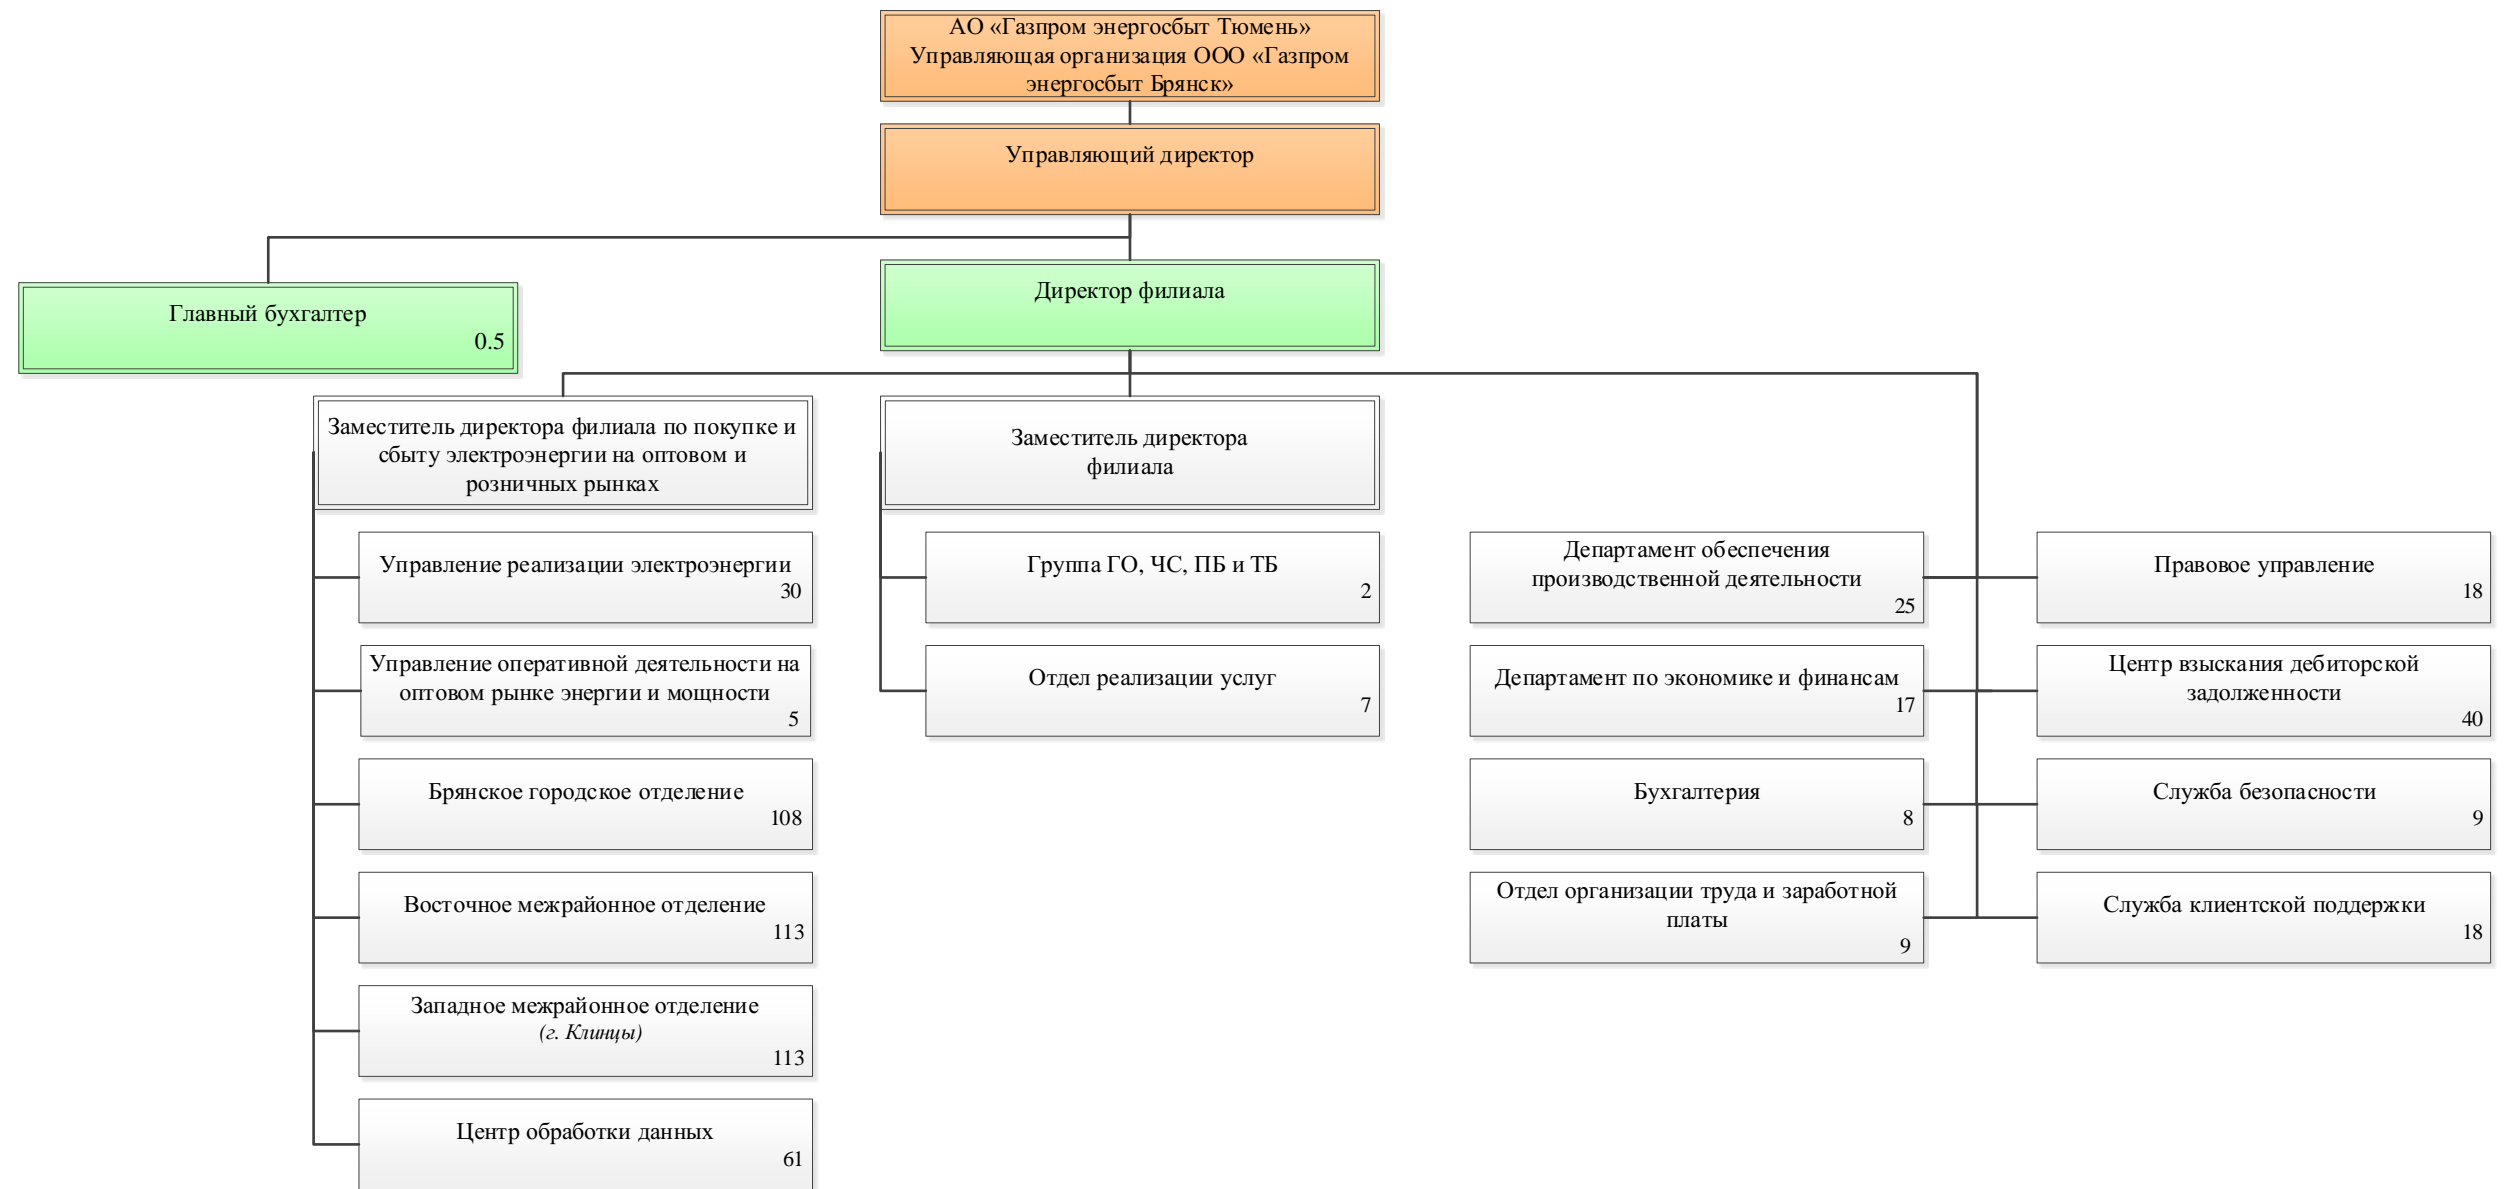 АО «Газпром энергосбыт Тюмень»
Управляющая организация ООО «Газпром
энергосбыт Брянск»
Управляющий директор
Главный бухгалтер
0.5
Директор филиала
Заместитель директора филиала по покупке и
сбыту электроэнергии на оптовом и
розничных рынках
Управление реализации электроэнергии
30
Управление оперативной деятельности на
оптовом рынке энергии и мощности
5
Брянское городское отделение
108
Восточное межрайонное отделение
113
Западное межрайонное отделение
(г. Клинцы)
113
Центр обработки данных
61
Заместитель директора
филиала
Группа ГО, ЧС, ПБ и ТБ
2
Отдел реализации услуг
7
Департамент обеспечения
производственной деятельности
25
Департамент по экономике и финансам
17
Бухгалтерия
8
Отдел организации труда и заработной
платы
9
Правовое управление
18
Центр взыскания дебиторской
задолженности
40
Служба безопасности
9
Служба клиентской поддержки
18